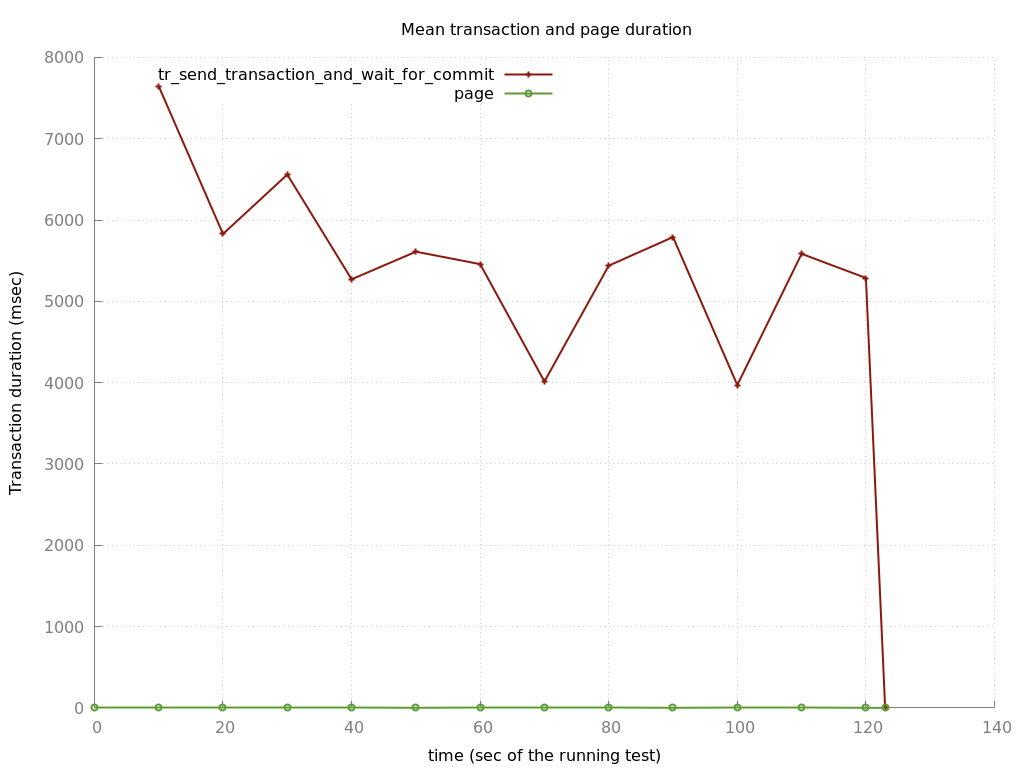 Mean transaction and page duration
8000
7000
6000
5000
4000
3000
2000
1000
0
tr_send_transaction_and_wait_for_commit
page
Transaction duration (msec)
0 20 40 60 80 100 120 140
time (sec of the running test)